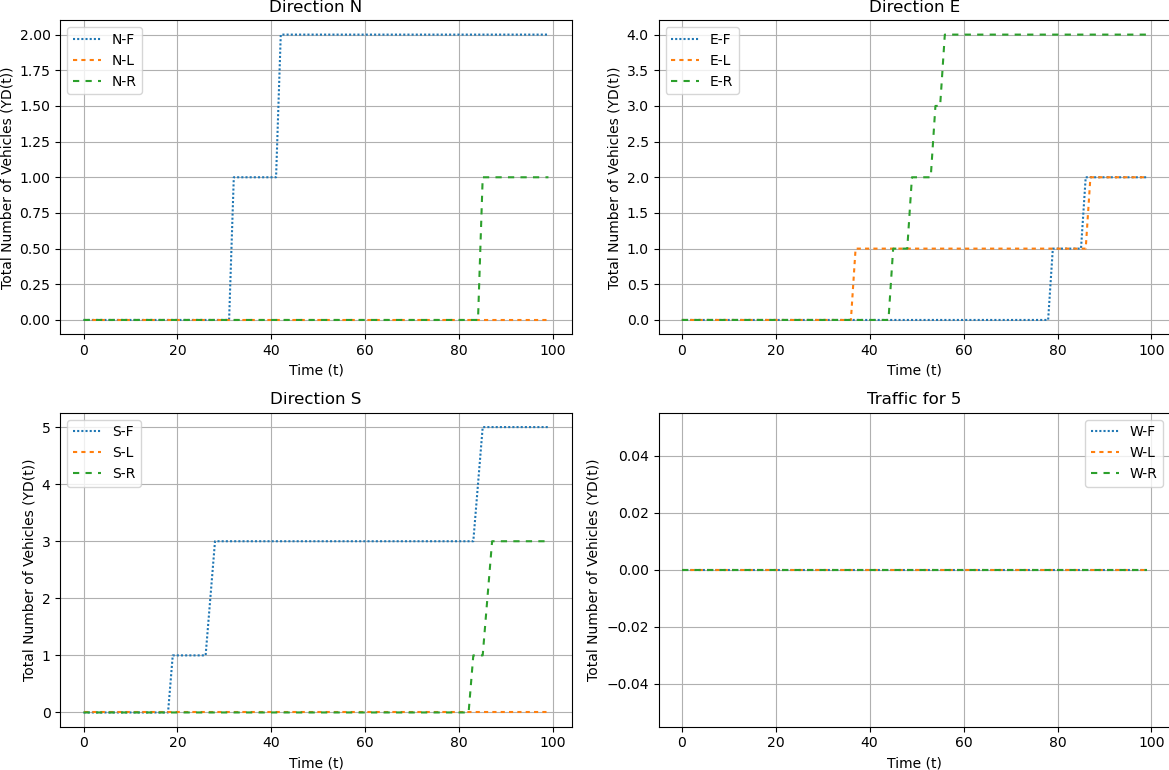 Direction N
Total Number of Vehicles (YD(t))
2.00
1.75
1.50
1.25
1.00
0.75
0.50
0.25
0.00
N-F
N-L
N-R
0 20 40 60 80 100
Time (t)
Direction E
Total Number of Vehicles (YD(t))
4.0
3.5
3.0
2.5
2.0
1.5
1.0
0.5
0.0
E-F
E-L
E-R
0 20 40 60 80 100
Time (t)
Direction S
Total Number of Vehicles (YD(t))
5
4
3
2
1
0
S-F
S-L
S-R
0 20 40 60 80 100
Time (t)
Traffic for 5
Total Number of Vehicles (YD(t))
0.04
0.02
0.00
−0.02
−0.04
W-F
W-L
W-R
0 20 40 60 80 100
Time (t)